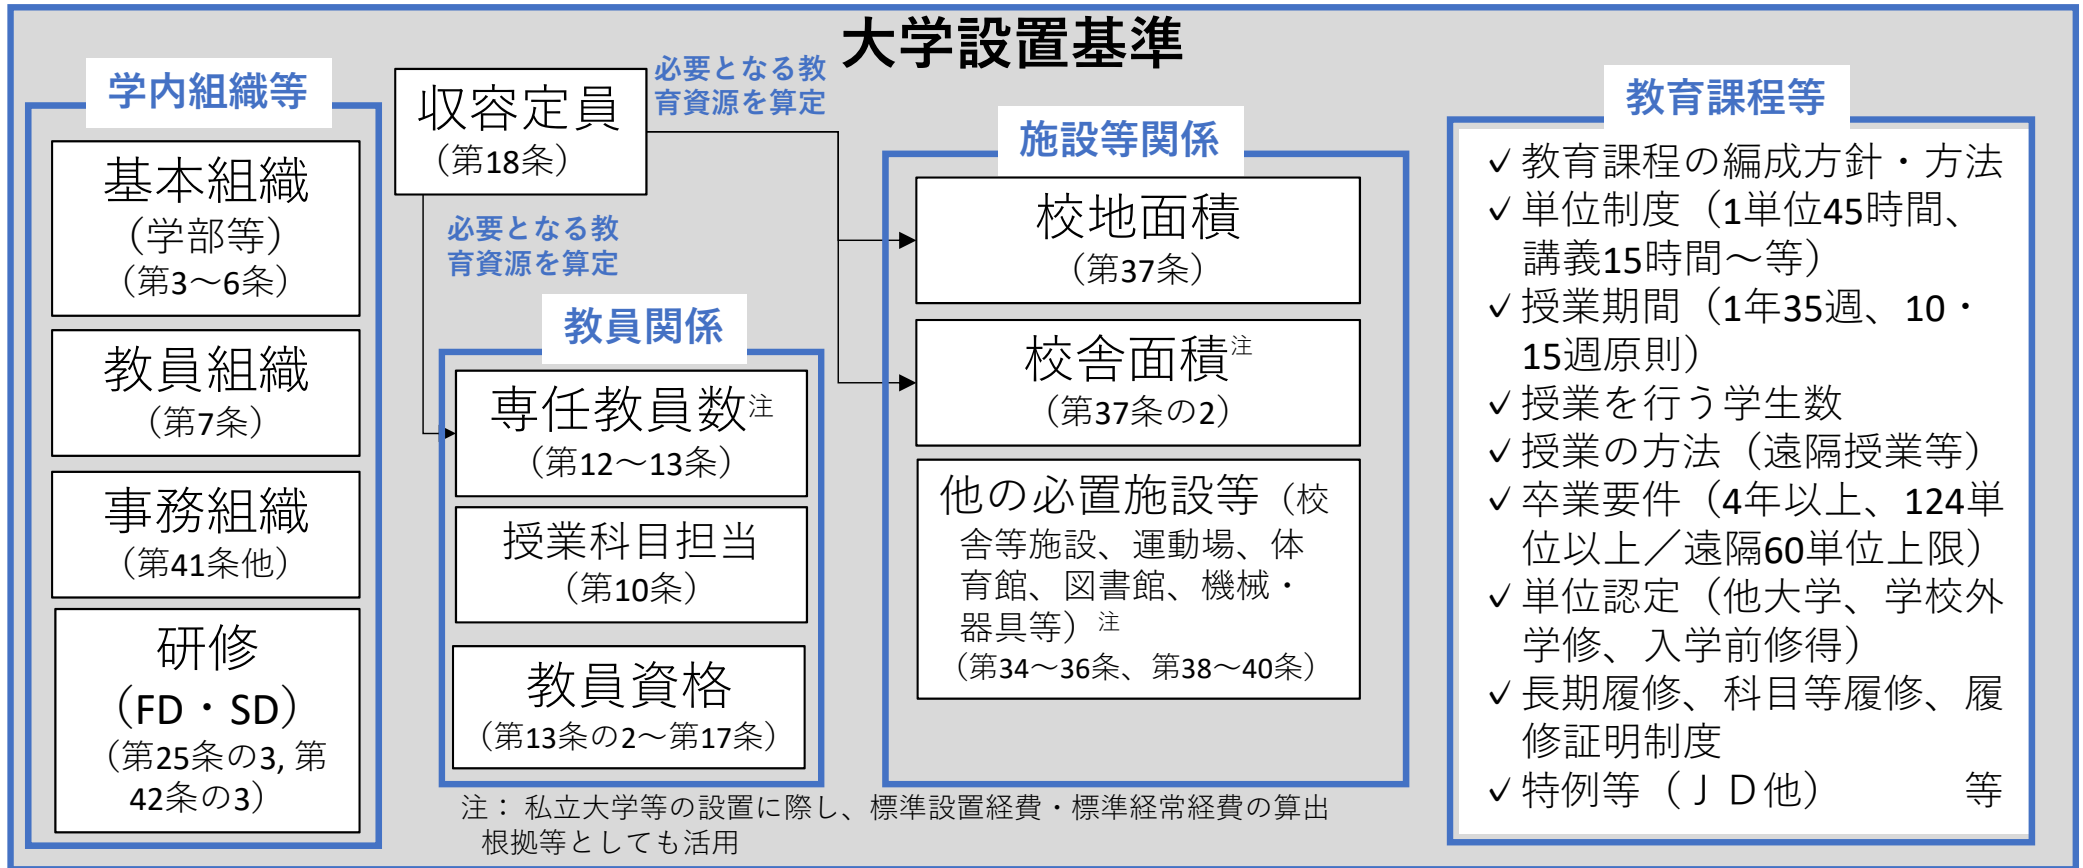 大学設置基準
学内組織等
基本組織
（学部等）
（第3～6条）
教員組織
（第7条）
事務組織
（第41条他）
研修
（FD・SD）
（第25条の3, 第
42条の3）
収容定員
（第18条）
必要となる教
育資源を算定
必要となる教
育資源を算定
教員関係
専任教員数注
（第12～13条）
授業科目担当
（第10条）
教員資格
（第13条の2～第17条）
施設等関係
校地面積
（第37条）
校舎面積注
（第37条の2）
他の必置施設等（校
舎等施設、運動場、体
育館、図書館、機械・
器具等）注
（第34～36条、第38～40条）
注： 私立大学等の設置に際し、標準設置経費・標準経常経費の算出
根拠等としても活用
教育課程等
✓教育課程の編成方針・方法
✓単位制度（1単位45時間、
講義15時間～等）
✓授業期間（1年35週、10・
15週原則）
✓授業を行う学生数
✓授業の方法（遠隔授業等）
✓卒業要件（4年以上、124単
位以上／遠隔60単位上限）
✓単位認定（他大学、学校外
学修、入学前修得）
✓長期履修、科目等履修、履
修証明制度
✓特例等（ＪＤ他）　　　等